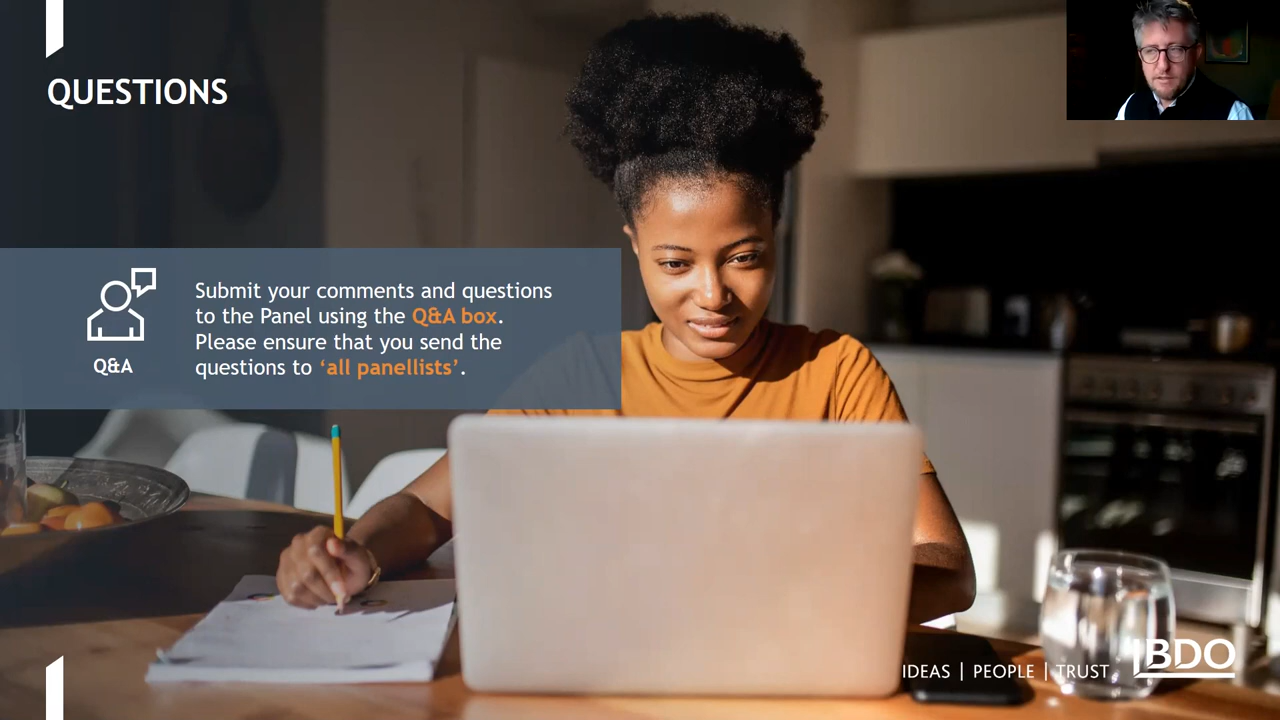 QUESTIONS
Submit your comments and questions
to the Panel using the Q&A box.
Please ensure that you send the
questions to ‘all panellists’.
Q&A
IDEAS | PEOPLE | TRUST
BDO